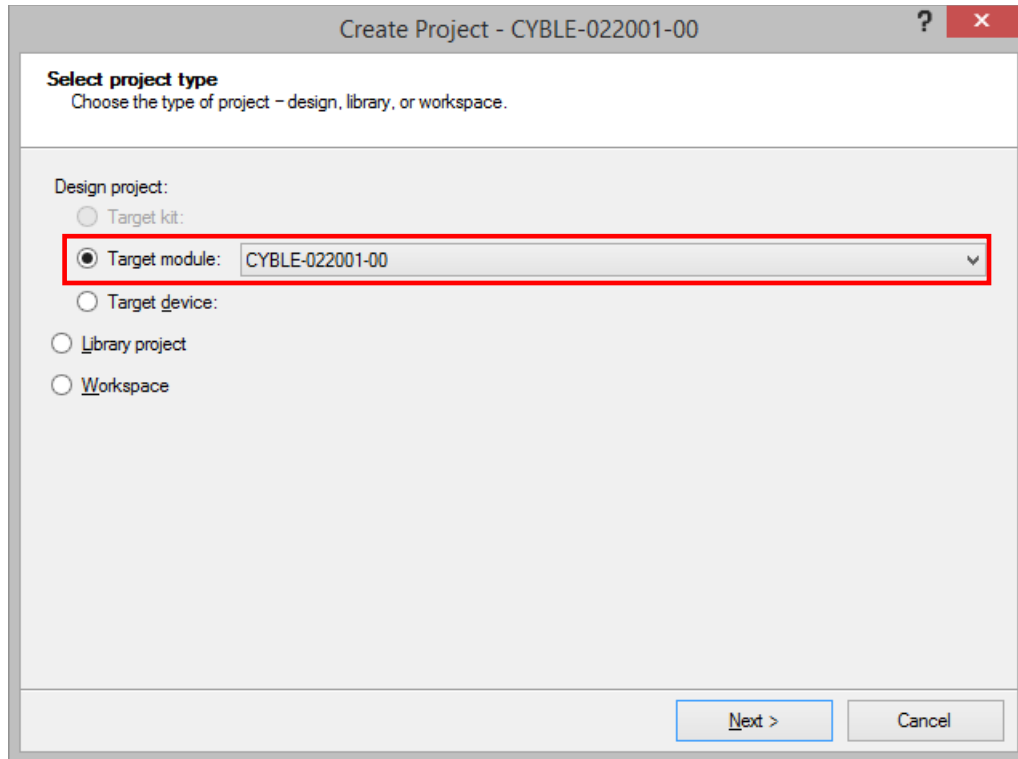 Create Project - CYBLE-022001-00
?
Select project type
Choose the type of project – design, library, or workspace.
Design project:
Target kit:
Target module: CYBLE-022001-00
Target device:
Library project
Workspace
Next >
Cancel